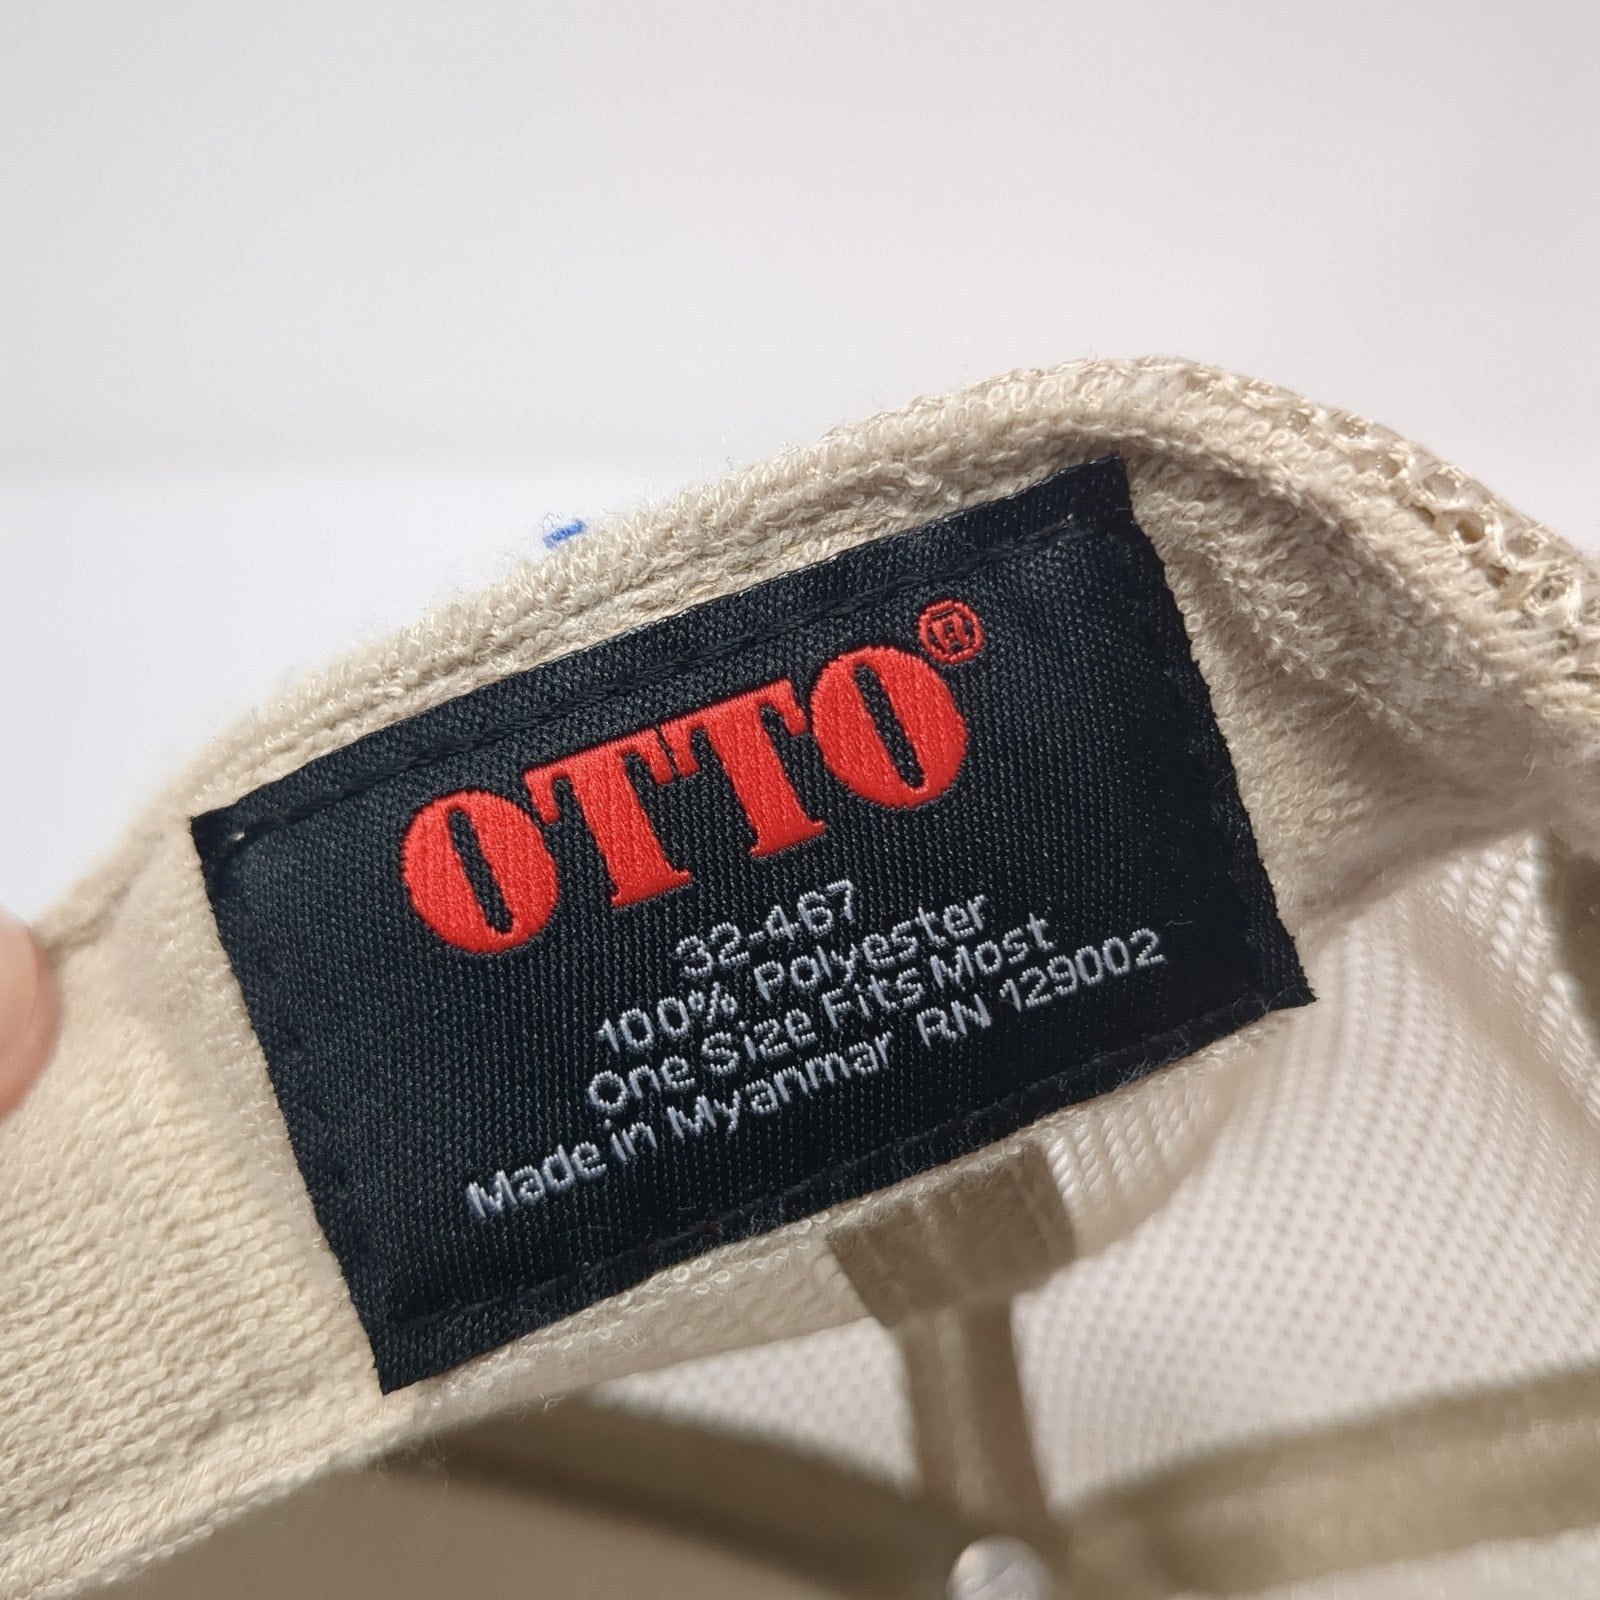 OTTO®
32-467
100% Polyester
One Size Fits Most
Made in Myanmar RN 129002